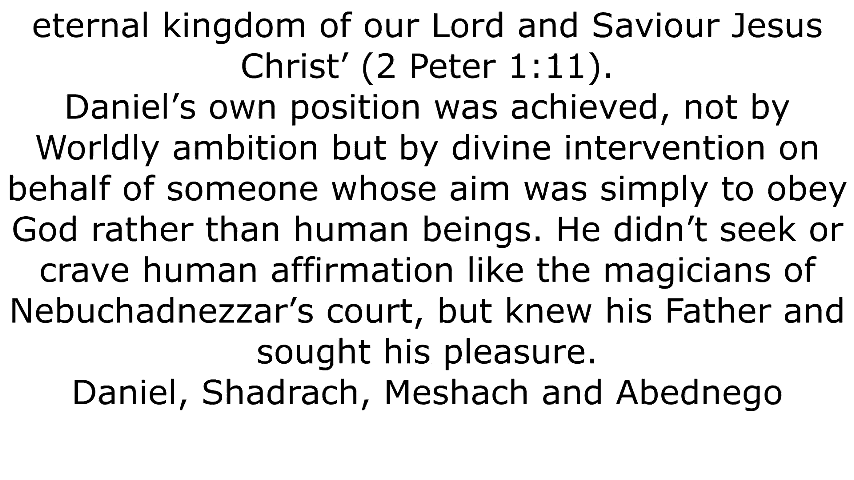 eternal kingdom of our Lord and Saviour Jesus
Christ’ (2 Peter 1:11).
Daniel’s own position was achieved, not by
Worldly ambition but by divine intervention on
behalf of someone whose aim was simply to obey
God rather than human beings. He didn’t seek or
crave human affirmation like the magicians of
Nebuchadnezzar’s court, but knew his Father and
sought his pleasure.
Daniel, Shadrach, Meshach and Abednego